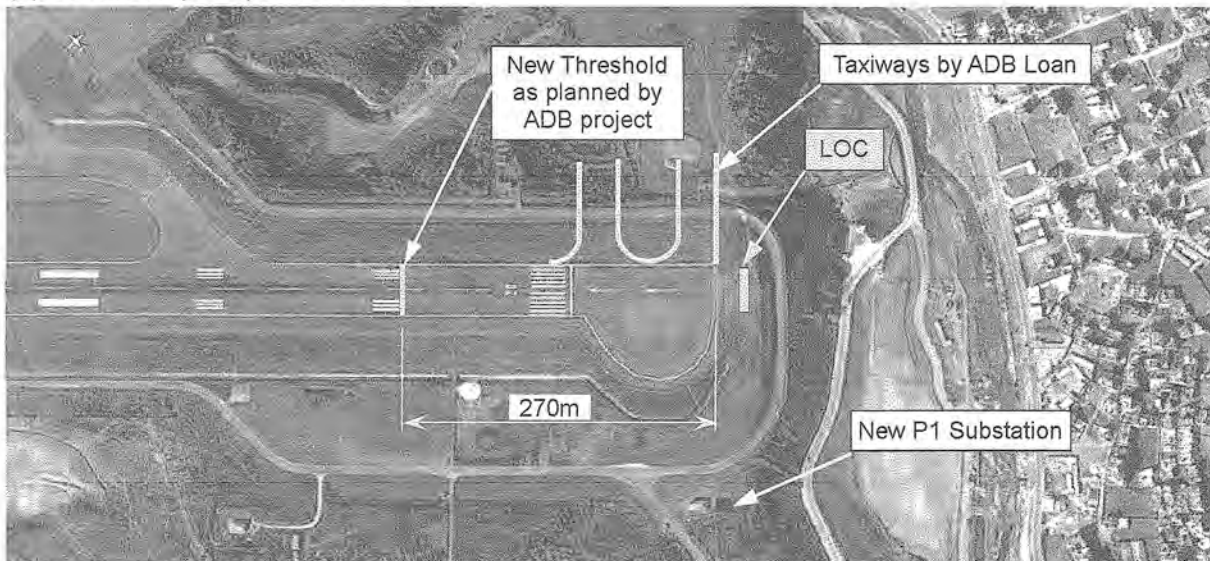 New Threshold
as planned by
ADB project
Taxiways by ADB Loan
LOC
270m
New P1 Substation